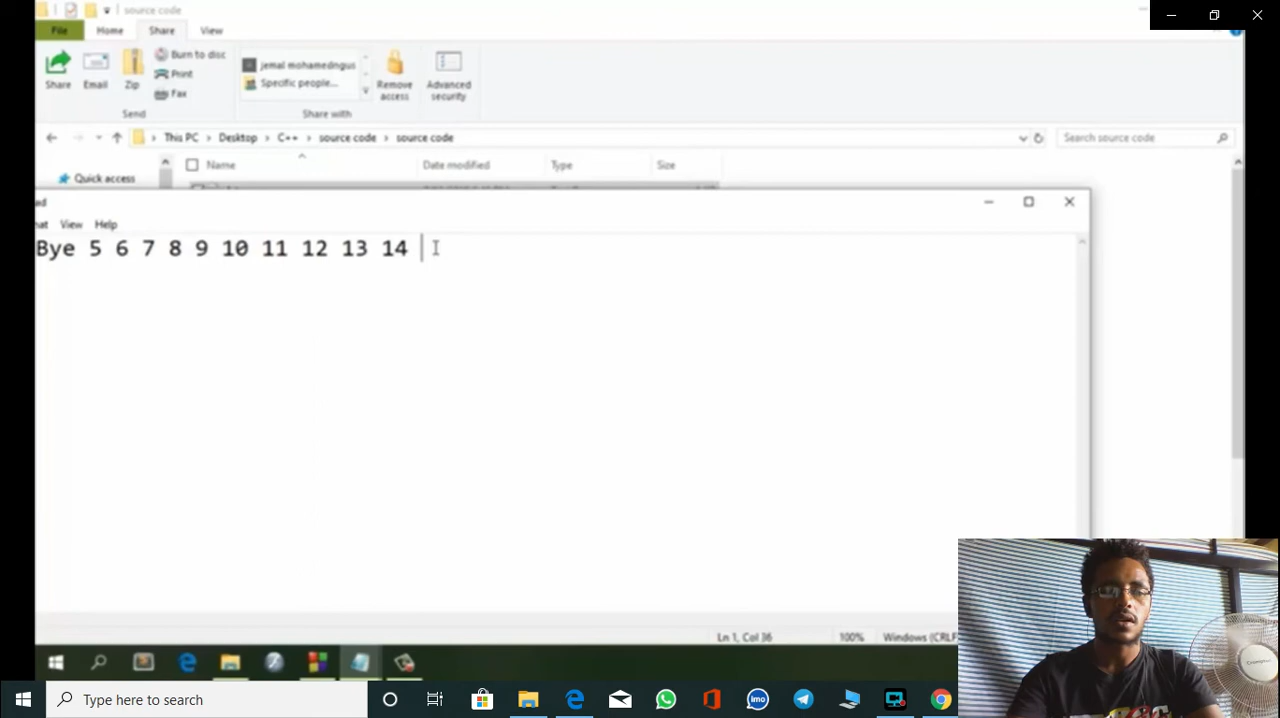 source code
File Home Share View
Share
Email
Zip
Burn to disc
Print
Fax
Send
jemal mohamedngus
Specific people...
Share with
Remove access
Advanced security
This PC > Desktop > C++ > source code > source code
Search source code
Quick access
Name Date modified Type Size
View Help
Bye 5 6 7 8 9 10 11 12 13 14
Ln 1, Col 36 100% Windows (CRLF
Type here to search
imo